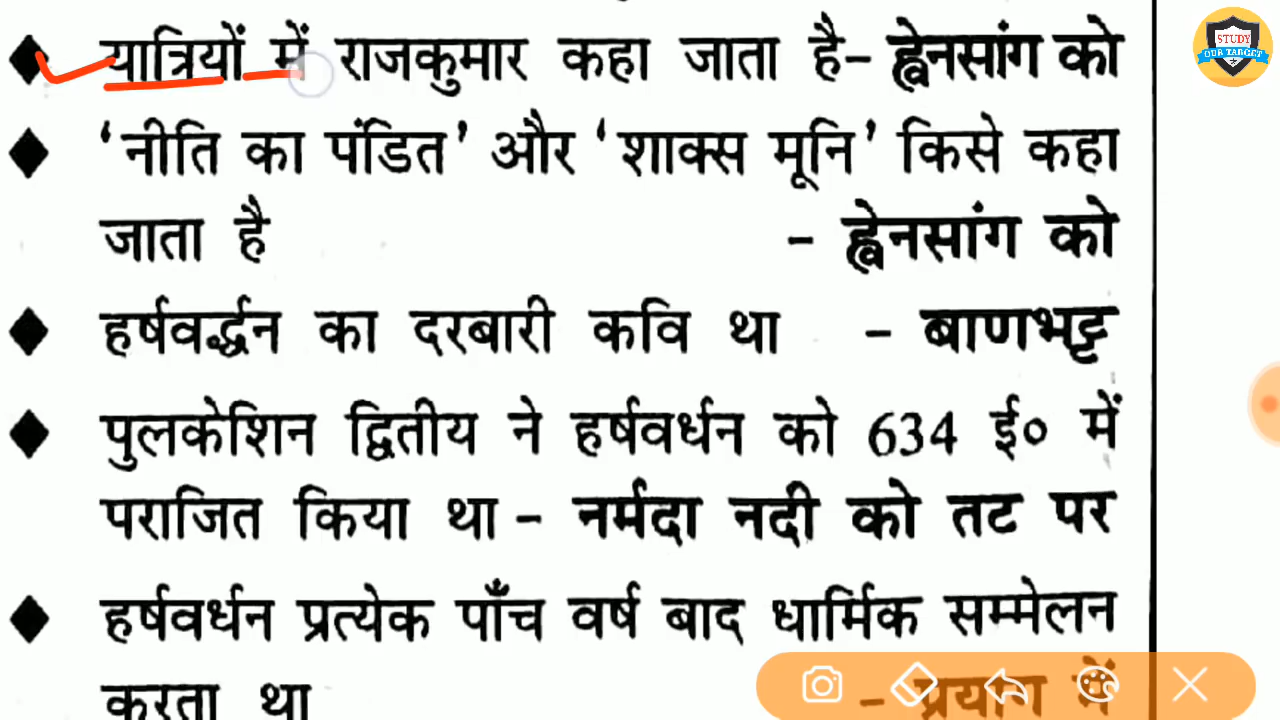 यात्रियों में राजकुमार कहा जाता है- ह्वेनसांग को
'नीति का पंडित' और 'शाक्स मूनि' किसे कहा
जाता है - ह्वेनसांग को
हर्षवर्द्धन का दरबारी कवि था - बाणभट्ट
पुलकेशिन द्वितीय ने हर्षवर्धन को 634 ई० में
पराजित किया था - नर्मदा नदी को तट पर
हर्षवर्धन प्रत्येक पाँच वर्ष बाद धार्मिक सम्मेलन
करता था - प्रयाग में
STUDY
OUR TARGET